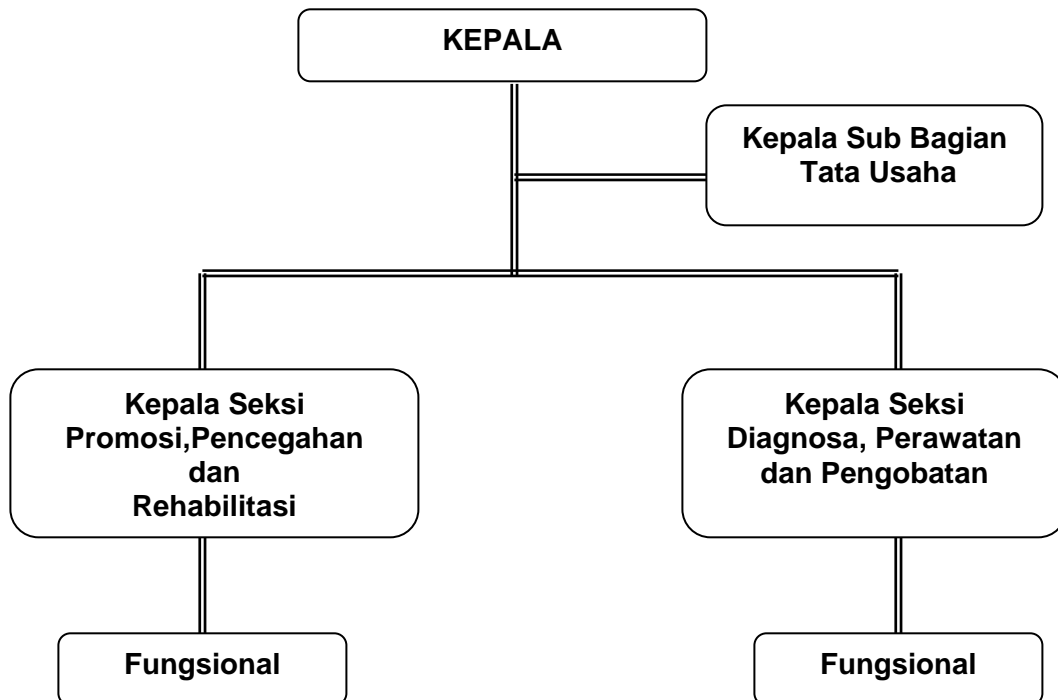 KEPALA
Kepala Sub Bagian
Tata Usaha
Kepala Seksi
Promosi,Pencegahan
dan
Rehabilitasi
Kepala Seksi
Diagnosa, Perawatan
dan Pengobatan
Fungsional
Fungsional